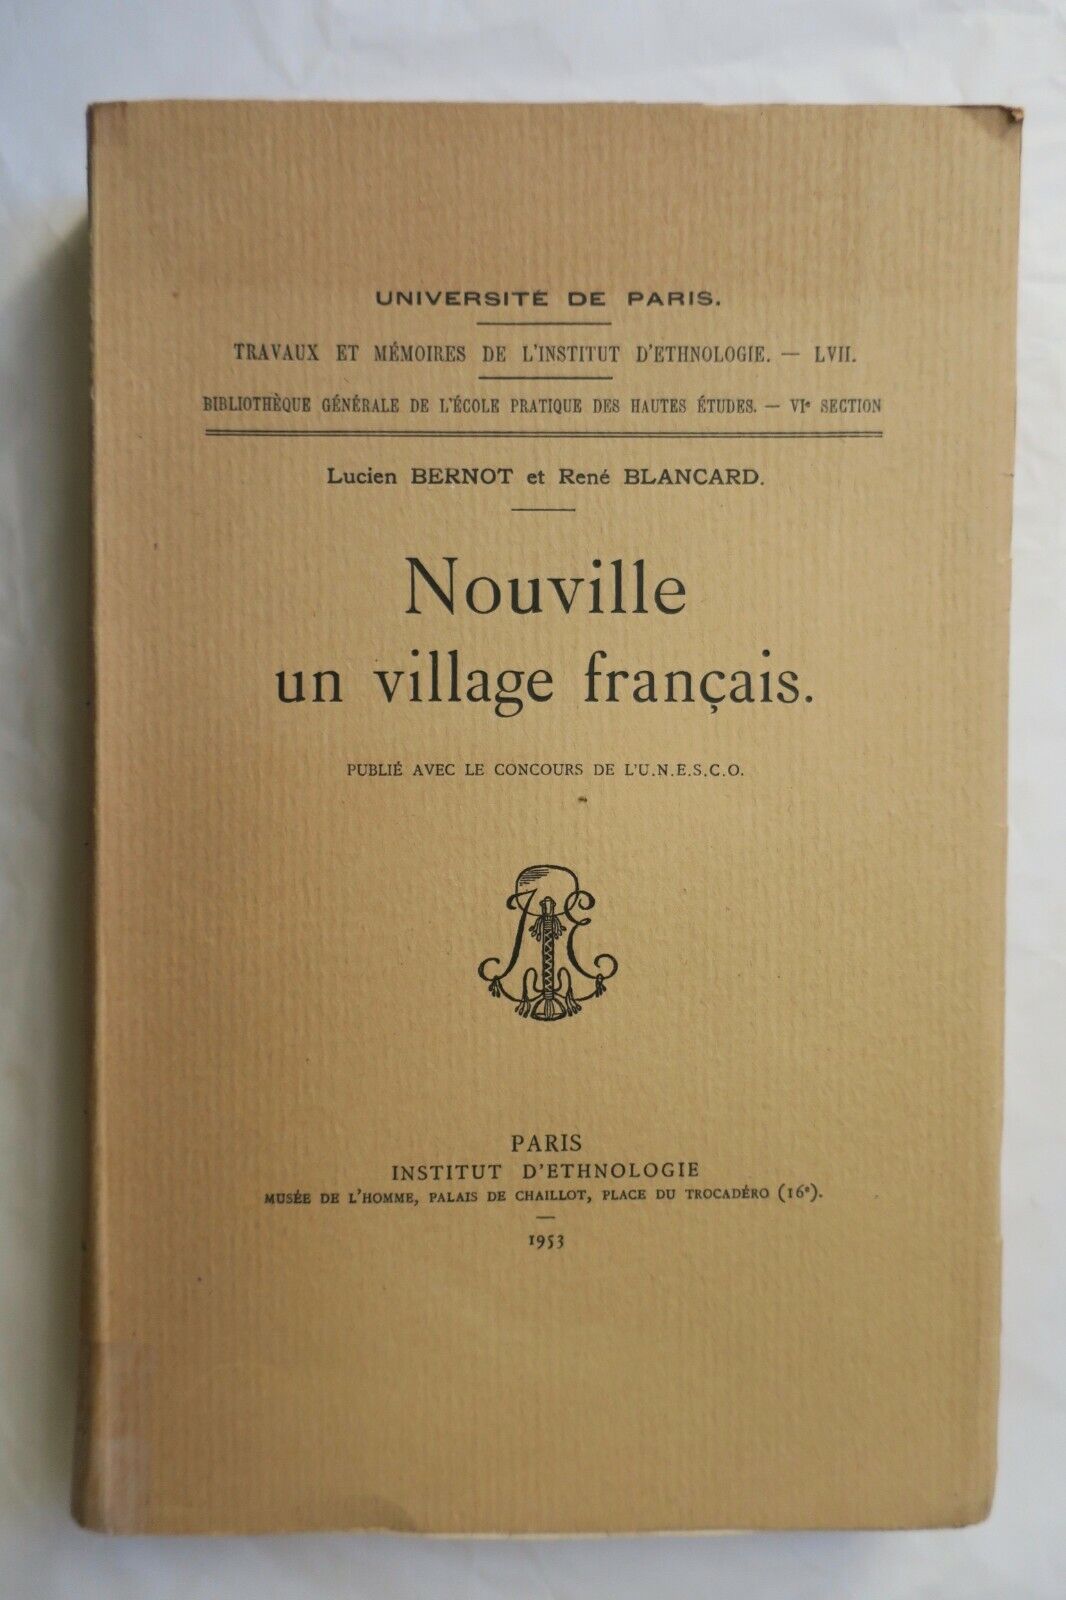 UNIVERSITÉ DE PARIS.
TRAVAUX ET MÉMOIRES DE L'INSTITUT D'ETHNOLOGIE. — LVII.
BIBLIOTHÈQUE GÉNÉRALE DE L'ÉCOLE PRATIQUE DES HAUTES ÉTUDES. — VIe SECTION
Lucien BERNOT et René BLANCARD.
Nouville
un village français.
PUBLIÉ AVEC LE CONCOURS DE L'U.N.E.S.C.O.
IE
PARIS
INSTITUT D'ETHNOLOGIE
MUSÉE DE L'HOMME, PALAIS DE CHAILLOT, PLACE DU TROCADÉRO (16e).
1953